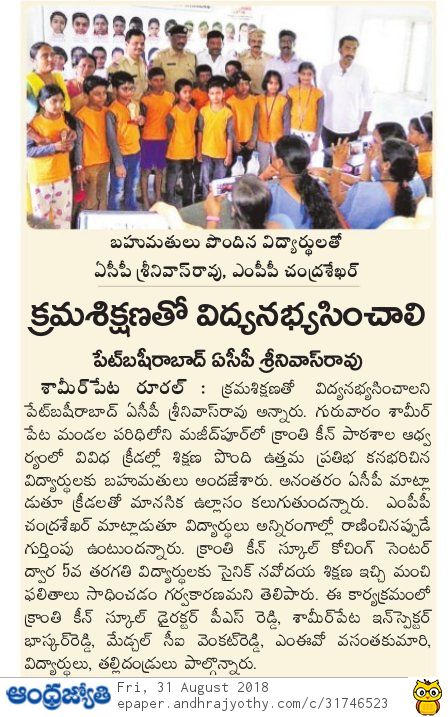 బహుమతులు పొందిన విద్యార్థులతో
ఏసీపీ శ్రీనివాస్‌రావు, ఎంపీపీ చంద్రశేఖర్
క్రమశిక్షణతో విద్యనభ్యసించాలి
పేట్‌బషీరాబాద్ ఏసీపీ శ్రీనివాస్‌రావు
శామీర్‌పేట రూరల్ : క్రమశిక్షణతో విద్యనభ్యసించాలని
పేట్‌బషీరాబాద్ ఏసీపీ శ్రీనివాస్‌రావు అన్నారు. గురువారం శామీర్
పేట మండల పరిధిలోని మజీద్‌పూర్‌లో క్రాంతి కీన్ పాఠశాల ఆధ్వ
ర్యంలో వివిధ క్రీడల్లో శిక్షణ పొంది ఉత్తమ ప్రతిభ కనభరిచిన
విద్యార్థులకు బహుమతులు అందజేశారు. అనంతరం ఏసీపీ మాట్లా
డుతూ క్రీడలతో మానసిక ఉల్లాసం కలుగుతుందన్నారు. ఎంపీపీ
చంద్రశేఖర్ మాట్లాడుతూ విద్యార్థులు అన్నిరంగాల్లో రాణించినప్పుడే
గుర్తింపు ఉంటుందన్నారు. క్రాంతి కీన్ స్కూల్ కోచింగ్ సెంటర్
ద్వార 5వ తరగతి విద్యార్థులకు సైనిక్ నవోదయ శిక్షణ ఇచ్చి మంచి
ఫలితాలు సాధించడం గర్వకారణమని తెలిపారు. ఈ కార్యక్రమంలో
క్రాంతి కీన్ స్కూల్ డైరక్టర్ పీఎస్ రెడ్డి, శామీర్‌పేట ఇన్‌స్పెక్టర్
భాస్కర్‌రెడ్డి, మేడ్చల్ సీఐ వెంకట్‌రెడ్డి, ఎంఈవో వసంతకుమారి,
విద్యార్థులు, తల్లిదండ్రులు పాల్గొన్నారు.
ఆంధ్రజ్యోతి Fri, 31 August 2018
epaper.andhrajyothy.com/c/31746523